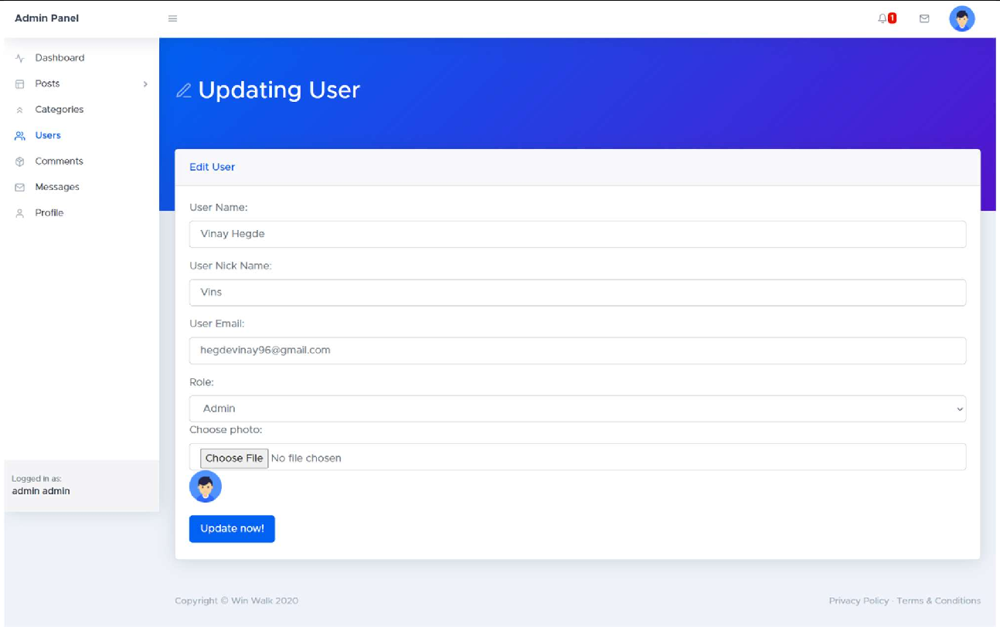 Admin Panel
1
Dashboard
Posts
Categories
Users
Comments
Messages
Profile
Logged in as:
admin admin
Updating User
Edit User
User Name:
Vinay Hegde
User Nick Name:
Vins
User Email:
hegdevinay96@gmail.com
Role:
Admin
Choose photo:
Choose File No file chosen
Update now!
Copyright © Win Walk 2020
Privacy Policy · Terms & Conditions